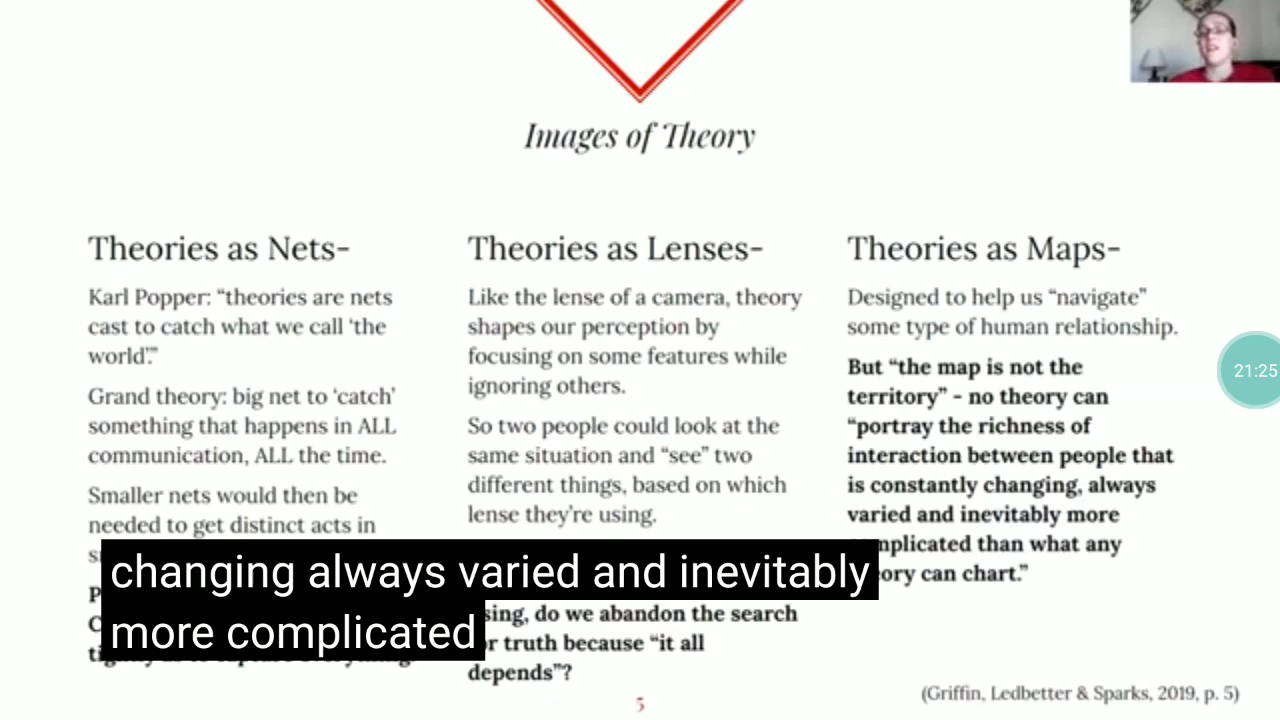 Images of Theory
Theories as Nets-
Karl Popper: “theories are nets
cast to catch what we call ‘the
world’.”
Grand theory: big net to ‘catch’
something that happens in ALL
communication, ALL the time.
Smaller nets would then be
needed to get distinct acts in
Theories as Lenses-
Like the lense of a camera, theory
shapes our perception by
focusing on some features while
ignoring others.
So two people could look at the
same situation and “see” two
different things, based on which
lense they’re using.
do we abandon the search
truth because “it all
depends”?
Theories as Maps-
Designed to help us “navigate”
some type of human relationship.
But “the map is not the
territory” - no theory can
“portray the richness of
interaction between people that
is constantly changing, always
varied and inevitably more
complicated than what any
theory can chart.”
21:25
changing always varied and inevitably
more complicated
(Griffin, Ledbetter & Sparks, 2019, p. 5)
5